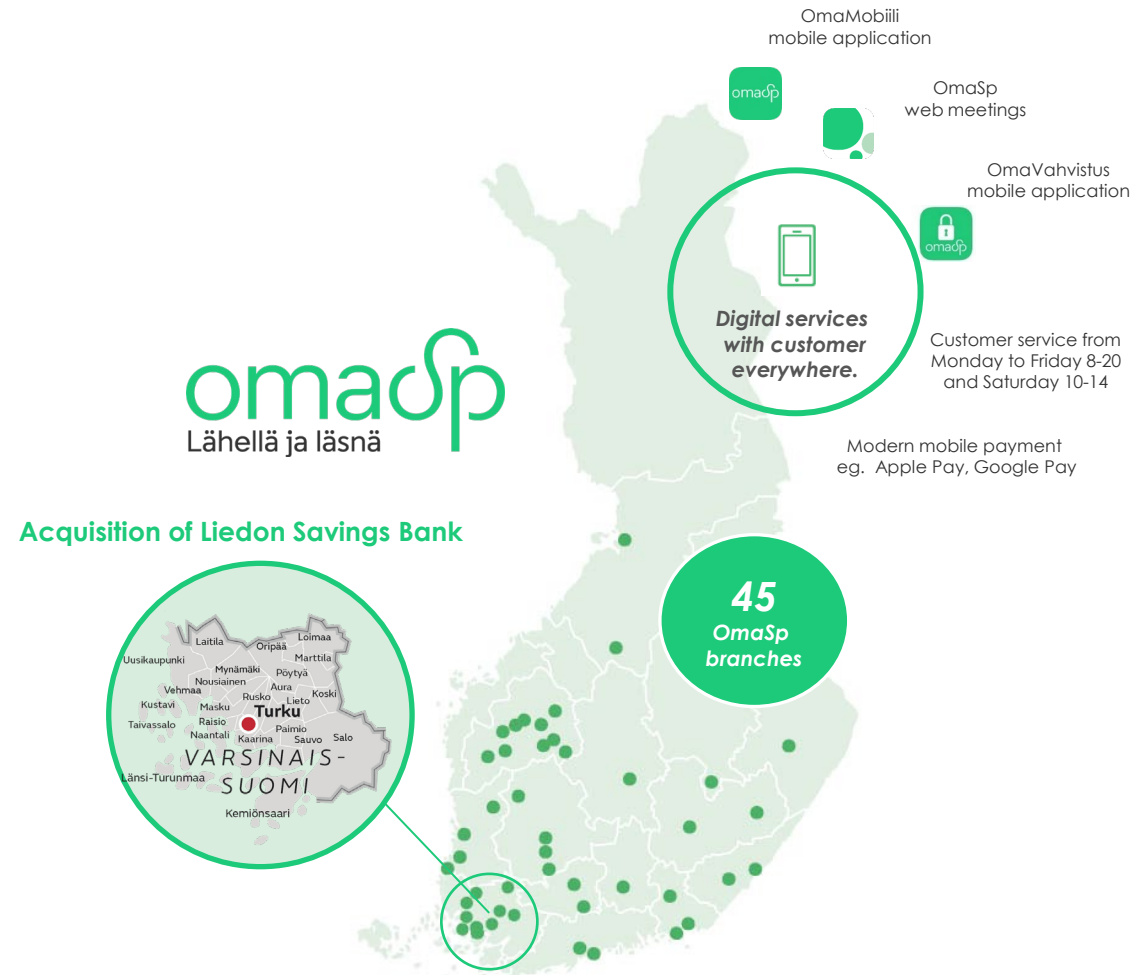 OmaMobiili
mobile application
omaSp
OmaSp
web meetings
OmaVahvistus
mobile application
omaSp
Digital services
with customer
everywhere.
Customer service from
Monday to Friday 8-20
and Saturday 10-14
omaSp
Lähellä ja läsnä
Modern mobile payment
eg.  Apple Pay, Google Pay
Acquisition of Liedon Savings Bank
45
OmaSp
branches
Laitila
Oripää
Loimaa
Uusikaupunki
Marttila
Mynämäki
Pöytyä
Nousiainen
Aura
Vehmaa
Rusko
Lieto
Koski
Kustavi
Masku
Turku
Taivassalo
Raisio
Naantali
Paimio
Kaarina
Sauvo
Salo
VARSINAIS-
SUOMI
Länsi-Turunmaa
Kemiönsaari